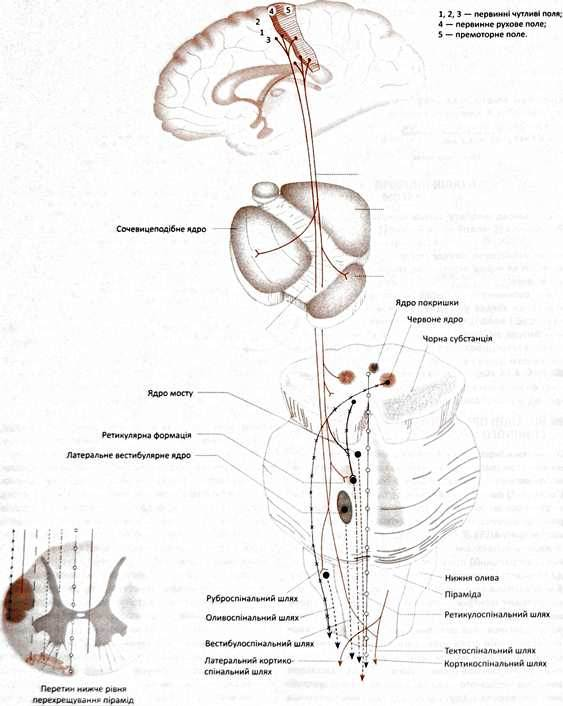 1, 2, 3 — первинні чутливі поля;
4 — первинне рухове поле;
5 — премоторне поле.
4 5
2
1
3
Сочевицеподібне ядро
Ядро покришки
Червоне ядро
Чорна субстанція
Ядро мосту
Ретикулярна формація
Латеральне вестибулярне ядро
Руброспінальний шлях
Оливоспінальний шлях
Вестибулоспінальний шлях
Латеральний кортико-
спінальний шлях
Нижня олива
Піраміда
Ретикулоспінальний шлях
Тектоспінальний шлях
Кортикоспінальний шлях
Перетин нижче рівня
перехрещування пірамід